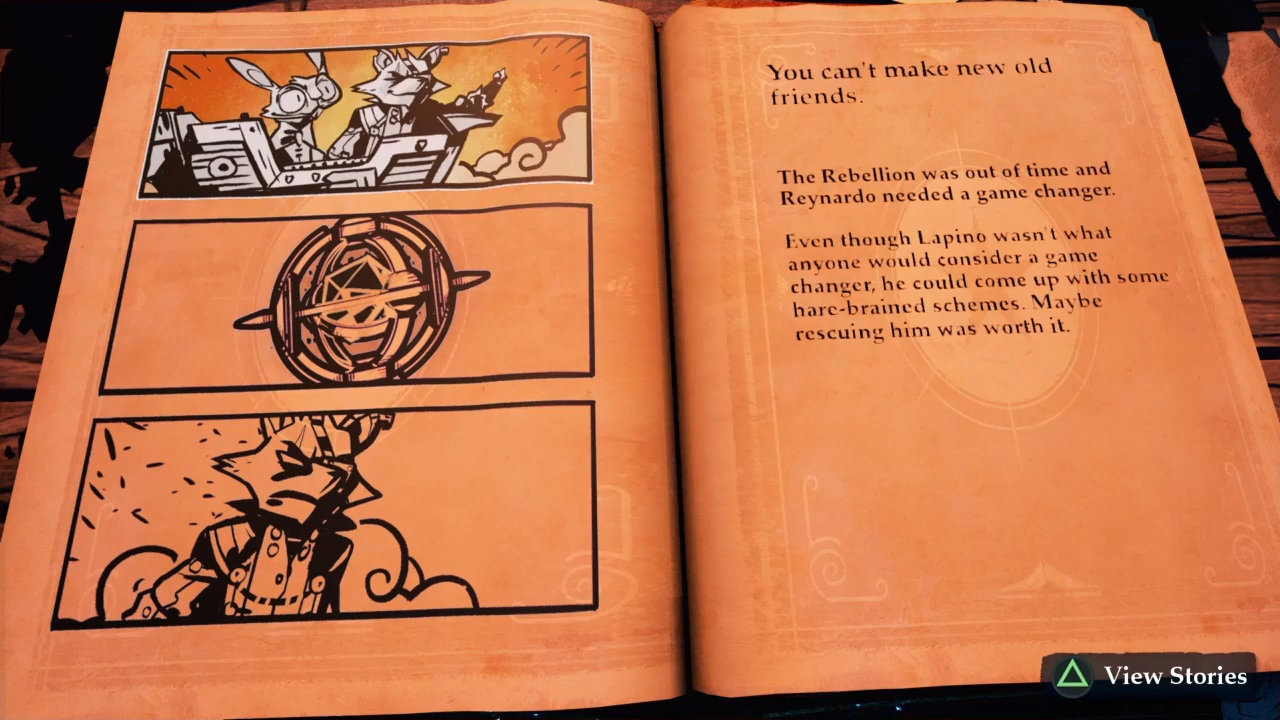 You can't make new old
friends.
The Rebellion was out of time and
Reynardo needed a game changer.
Even though Lapino wasn't what
anyone would consider a game
changer, he could come up with some
hare-brained schemes. Maybe
rescuing him was worth it.
View Stories